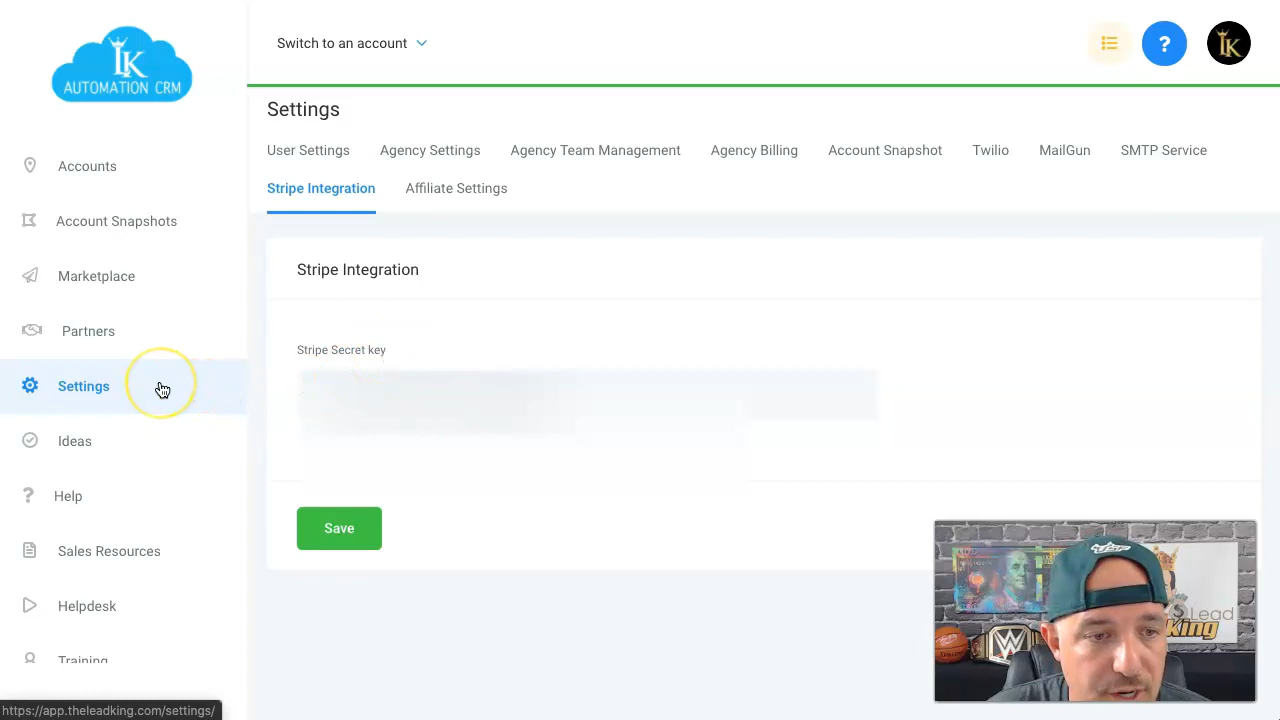 LK
AUTOMATION CRM
Switch to an account
?
LK
Settings
User Settings
Agency Settings
Agency Team Management
Agency Billing
Account Snapshot
Twilio
MailGun
SMTP Service
Stripe Integration
Affiliate Settings
Accounts
Account Snapshots
Marketplace
Partners
Settings
Ideas
? Help
Sales Resources
Helpdesk
Training
Stripe Integration
Stripe Secret key
Save
Lead
King
https://app.theleadking.com/settings/